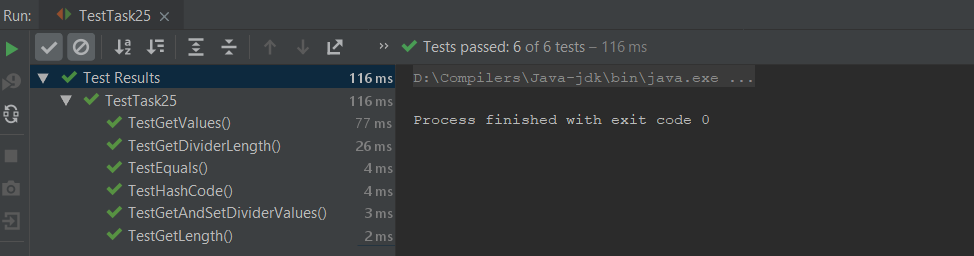 Run: TestTask25 ×
» Tests passed: 6 of 6 tests – 116 ms
Test Results 116 ms
TestTask25 116 ms
TestGetValues() 77 ms
TestGetDividerLength() 26 ms
TestEquals() 4 ms
TestHashCode() 4 ms
TestGetAndSetDividerValues() 3 ms
TestGetLength() 2 ms
D:\Compilers\Java-jdk\bin\java.exe ...
Process finished with exit code 0